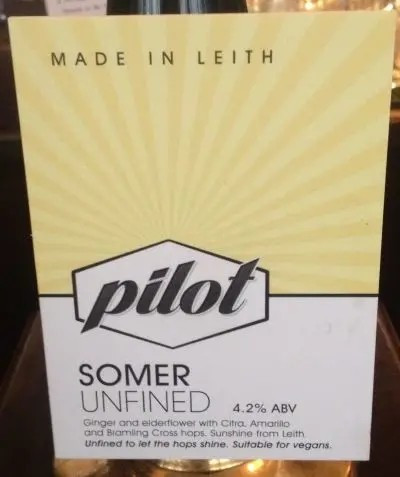 MADE IN LEITH
pilot
SOMER
UNFINED 4.2% ABV
Ginger and elderflower with Citra, Amarillo
and Bramling Cross hops. Sunshine from Leith
Unfined to let the hops shine. Suitable for vegans.